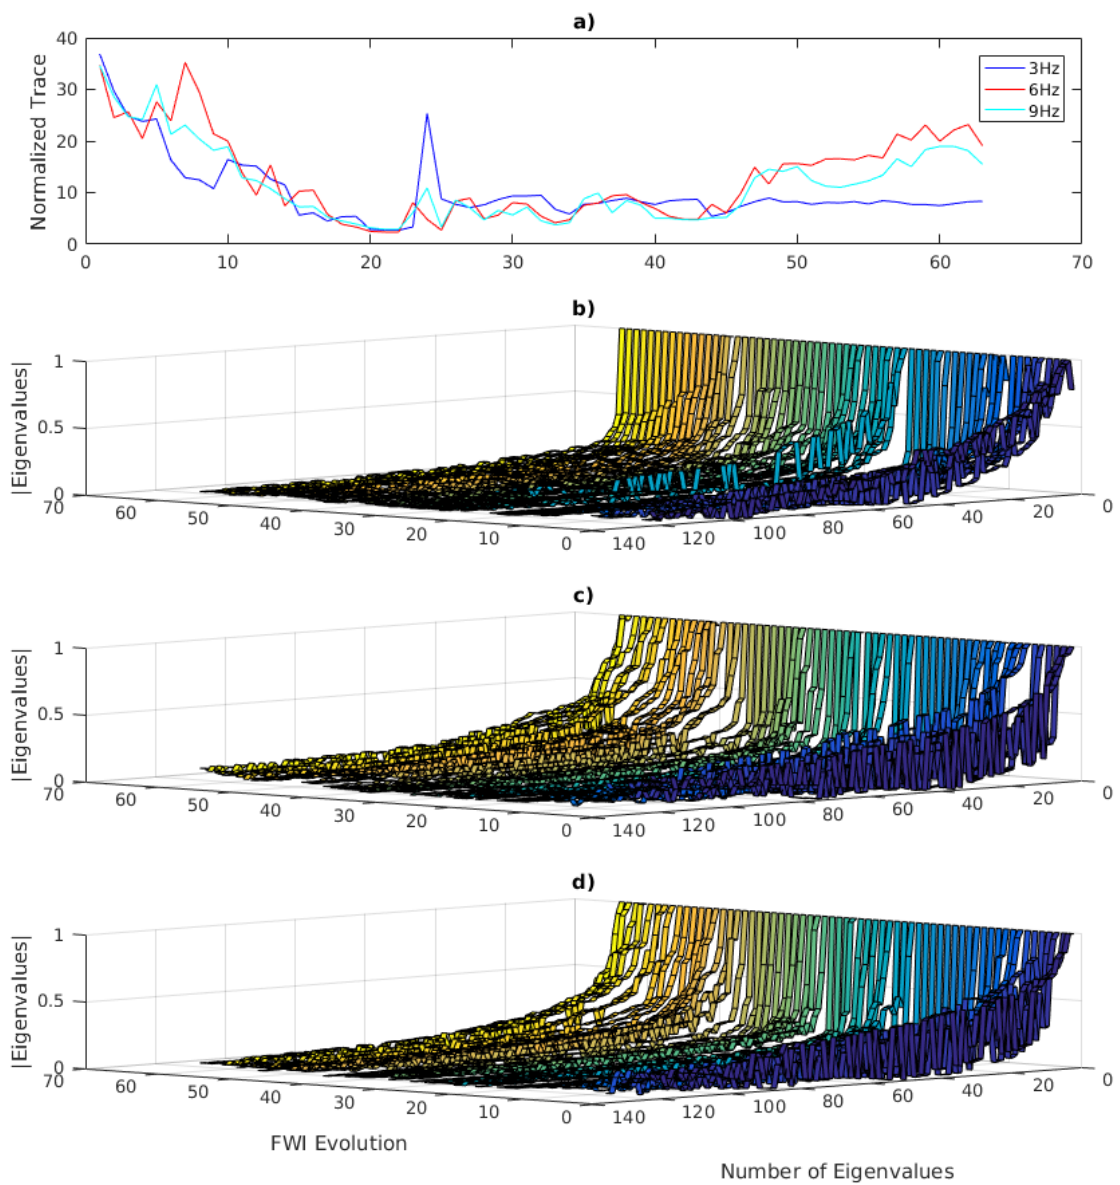 a)
Normalized Trace
40
30
20
10
0
0 10 20 30 40 50 60 70
3Hz
6Hz
9Hz
b)
|Eigenvalues|
1
0.5
0
70 60 50 40 30 20 10 0
140 120 100 80 60 40 20 0
c)
|Eigenvalues|
1
0.5
0
70 60 50 40 30 20 10 0
140 120 100 80 60 40 20 0
d)
|Eigenvalues|
1
0.5
0
70 60 50 40 30 20 10 0
140 120 100 80 60 40 20 0
FWI Evolution
Number of Eigenvalues